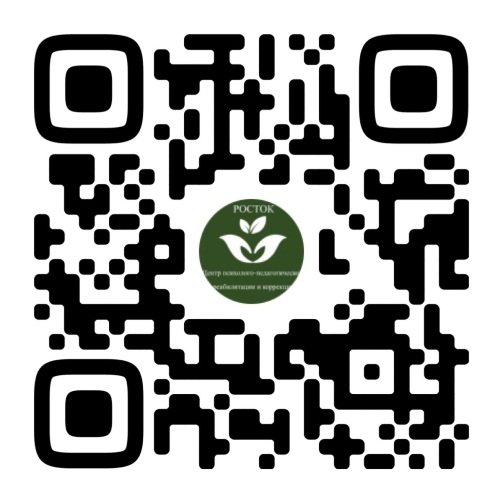 РОСТОК
Центр психолого-педагогическо
реабилитации и коррекци